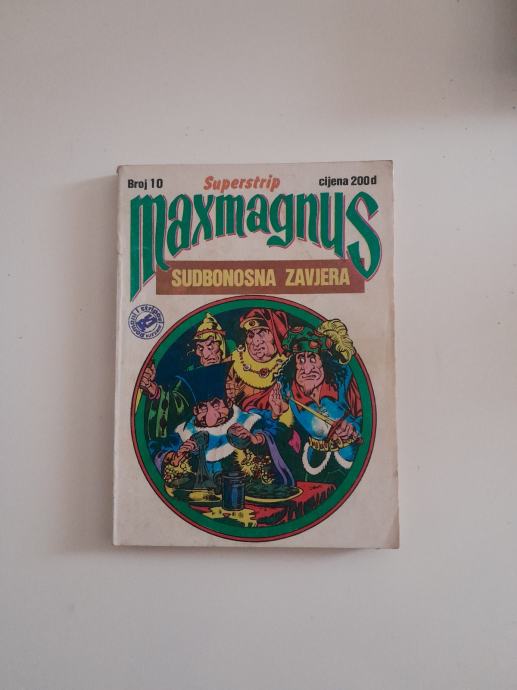 Broj 10
Superstrip
cijena 200d
maxmagnus
SUDBONOSNA ZAVJERA